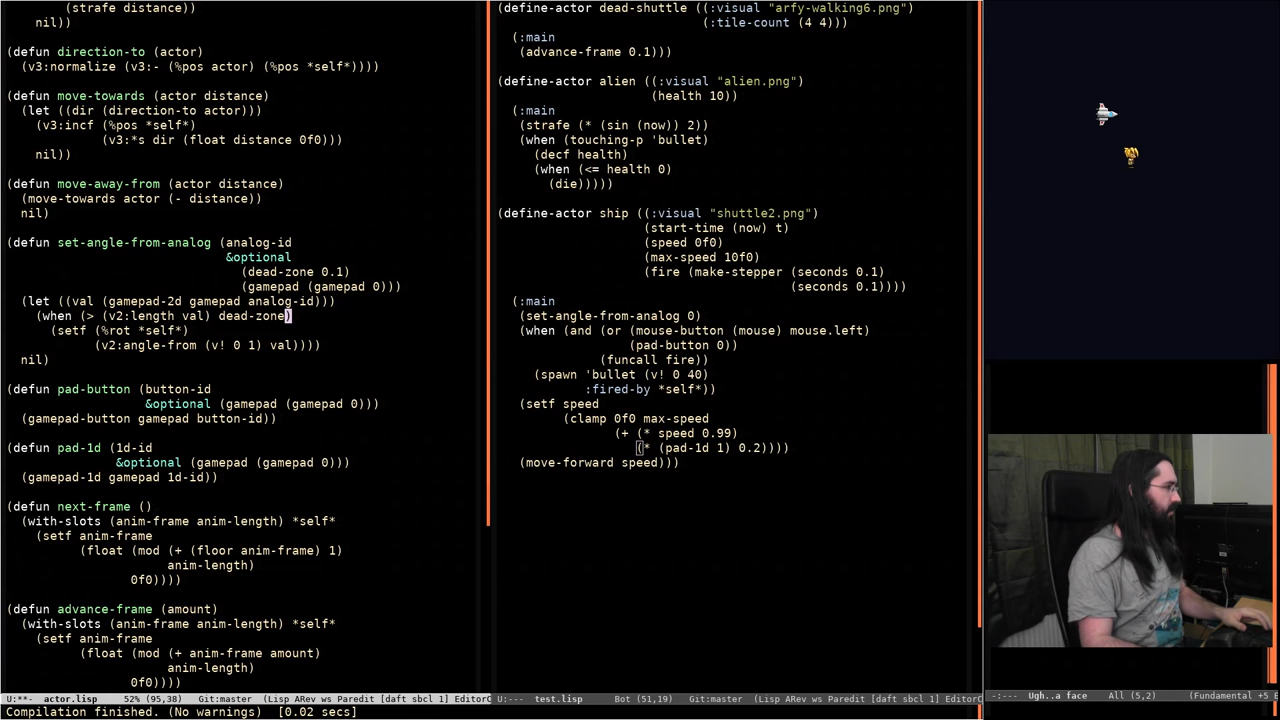 (strafe distance)
nil))
(defun direction-to (actor)
(v3:normalize (v3:- (%pos actor) (%pos *self*))))
(defun move-towards (actor distance)
(let ((dir (direction-to actor)))
(v3:incf (%pos *self*)
(v3:*s dir (float distance 0f0)))
nil))
(defun move-away-from (actor distance)
(move-towards actor (- distance))
nil)
(defun set-angle-from-analog (analog-id
&optional
(dead-zone 0.1)
(gamepad (gamepad 0)))
(let ((val (gamepad-2d gamepad analog-id)))
(when (> (v2:length val) dead-zone)
(setf (%rot *self*)
(v2:angle-from (v! 0 1) val))))
nil)
(defun pad-button (button-id
&optional (gamepad (gamepad 0)))
(gamepad-button gamepad button-id))
(defun pad-1d (1d-id
&optional (gamepad (gamepad 0)))
(gamepad-1d gamepad 1d-id))
(defun next-frame ()
(with-slots (anim-frame anim-length) *self*
(setf anim-frame
(float (mod (+ (floor anim-frame) 1)
anim-length)
0f0))))
(defun advance-frame (amount)
(with-slots (anim-frame anim-length) *self*
(setf anim-frame
(float (mod (+ anim-frame amount)
anim-length)
0f0))))
U:**- actor.lisp 52% (95,38) Git:master (Lisp ARev ws Paredit [daft sbcl 1] EditorC
Compilation finished. (No warnings) [0.02 secs]
(define-actor dead-shuttle ((:visual "arfy-walking6.png")
(:tile-count (4 4)))
(:main
(advance-frame 0.1)))
(define-actor alien ((:visual "alien.png")
(health 10))
(:main
(strafe (* (sin (now)) 2))
(when (touching-p 'bullet)
(decf health)
(when (<= health 0)
(die)))))
(define-actor ship ((:visual "shuttle2.png")
(start-time (now) t)
(speed 0f0)
(max-speed 10f0)
(fire (make-stepper (seconds 0.1)
(seconds 0.1))))
(:main
(set-angle-from-analog 0)
(when (and (or (mouse-button (mouse) mouse.left)
(pad-button 0))
(funcall fire))
(spawn 'bullet (v! 0 40)
:fired-by *self*))
(setf speed
(clamp 0f0 max-speed
(+ (* speed 0.99)
(* (pad-1d 1) 0.2))))
(move-forward speed)))
U:--- test.lisp Bot (51,19) Git:master (Lisp ARev ws Paredit [daft sbcl 1] EditorC
-:--- Ugh..a face All (5,2) (Fundamental +5 E